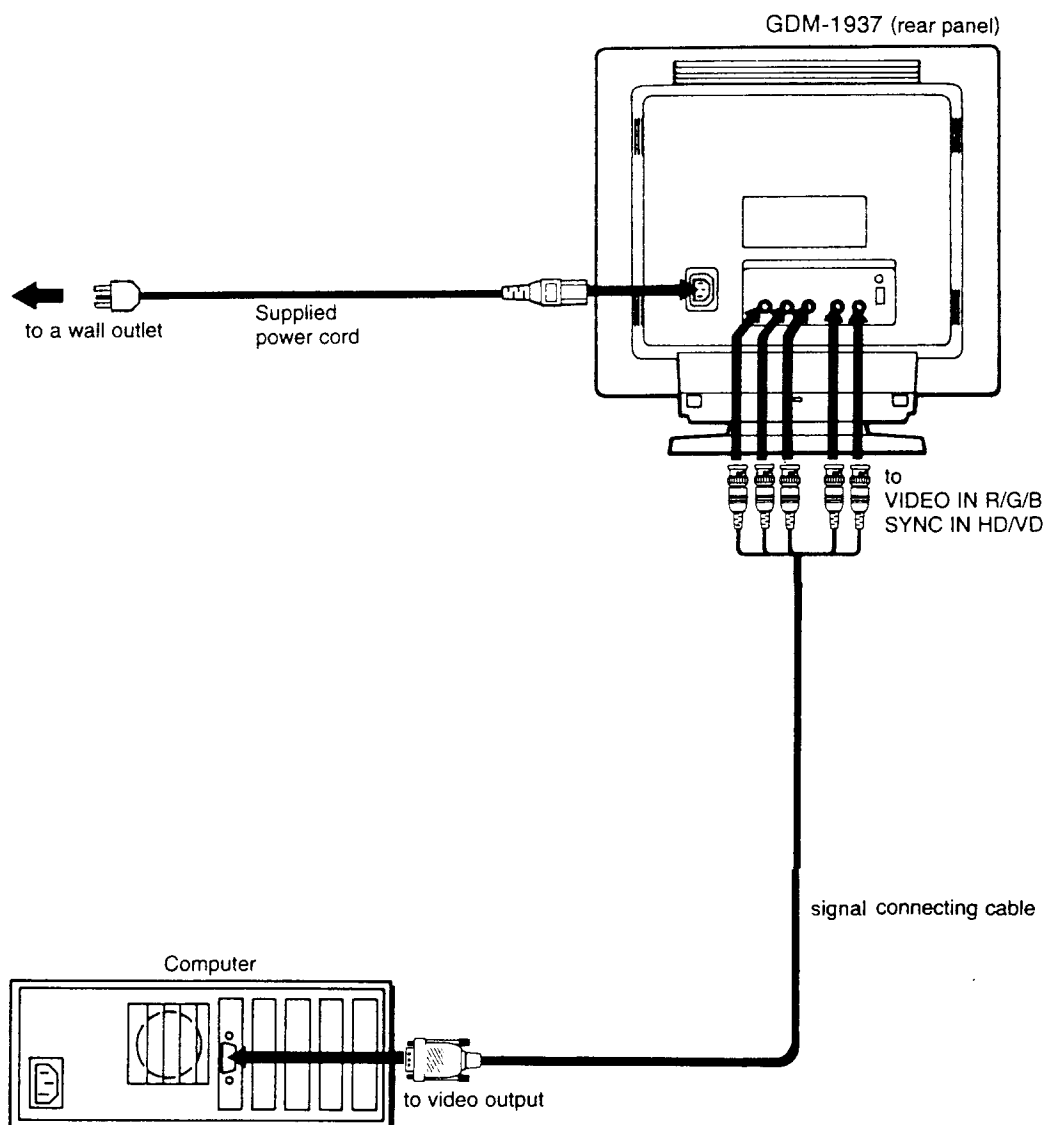 GDM-1937 (rear panel)
to a wall outlet
Supplied
power cord
to
VIDEO IN R/G/B
SYNC IN HD/VD
signal connecting cable
Computer
to video output